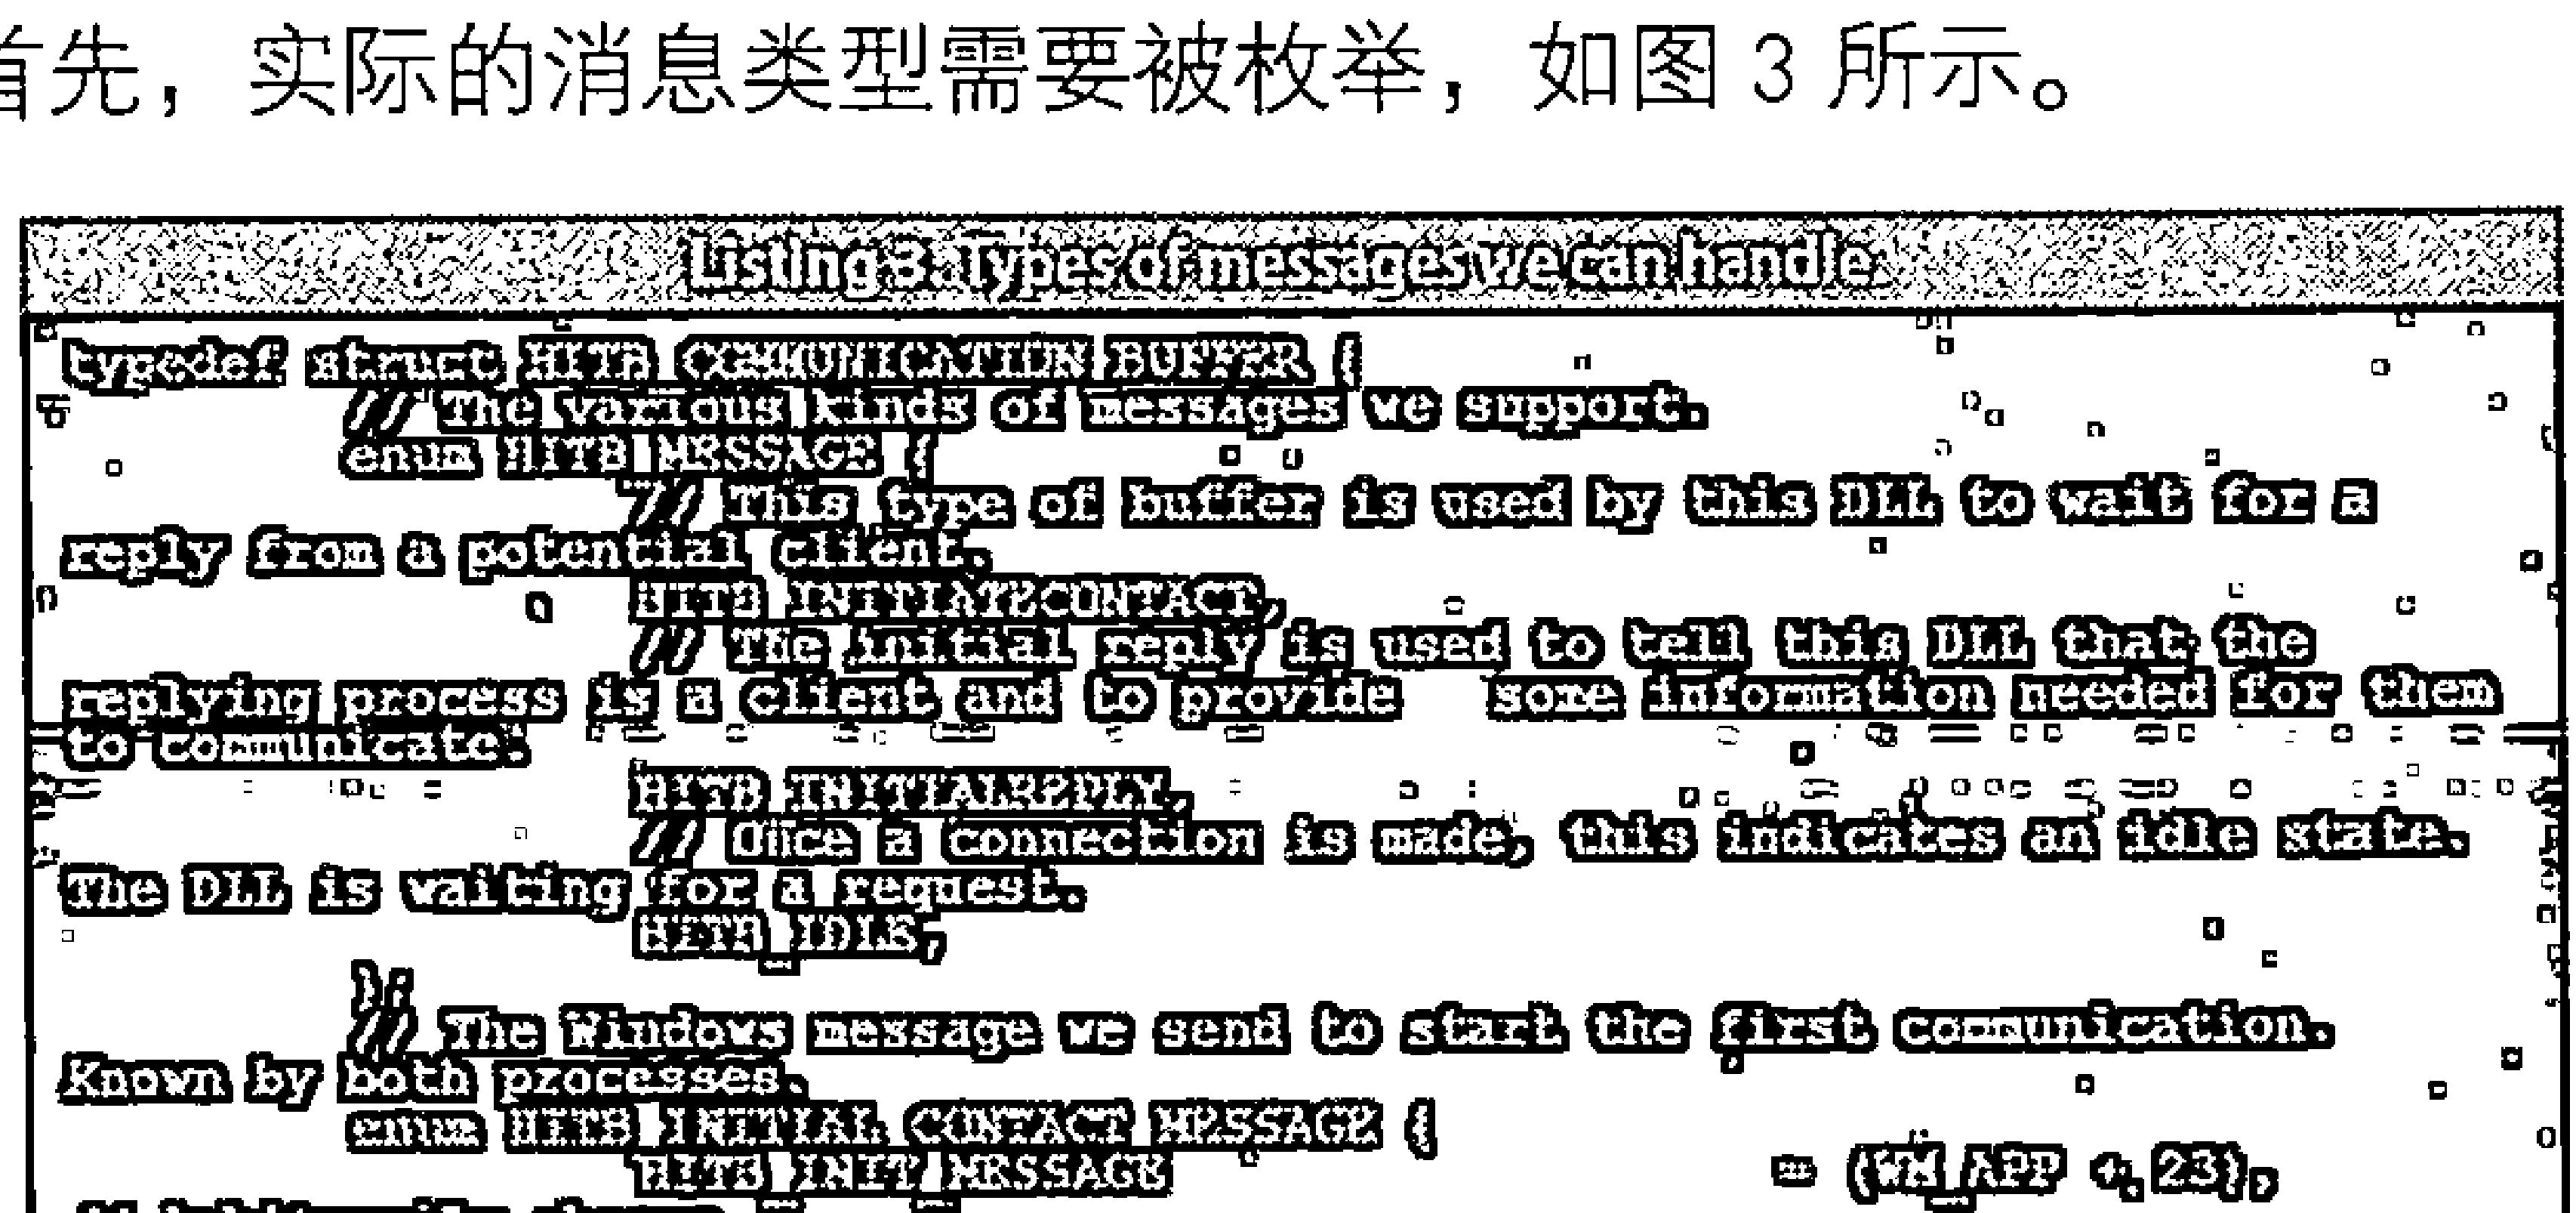 首先，实际的消息类型需要被枚举，如图 3 所示。
Listing 3: Types of messages we can handle
typedef struct HITB_COMMUNICATION_BUFFER {
// The various kinds of messages we support.
enum HITB_MESSAGE {
// This type of buffer is used by this DLL to wait for a
reply from a potential client.
HITB_INITIATECONTACT,
// The initial reply is used to tell this DLL that the
replying process is a client and to provide some information needed for them
to communicate.
HITB_INITIALREPLY,
// Once a connection is made, this indicates an idle state.
The DLL is waiting for a request.
HITB_IDLE,
};
// The Windows message we send to start the first communication.
Known by both processes.
enum HITB_INITIAL_CONTACT_MESSAGE {
HITB_INIT_MESSAGE = (WM_APP + 23),